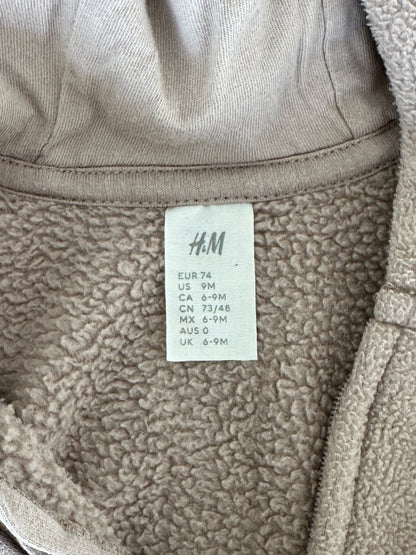 H&M
EUR 74
US 9M
CA 6-9M
CN 73/48
MX 6-9M
AUS 0
UK 6-9M